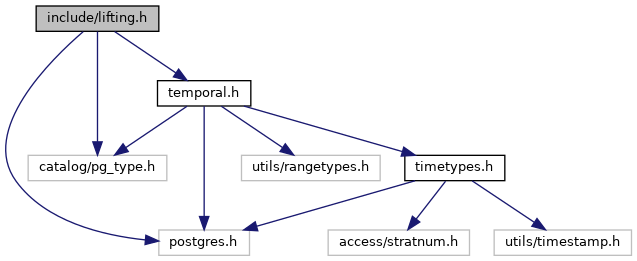 include/lifting.h
temporal.h
catalog/pg_type.h
utils/rangetypes.h
timetypes.h
postgres.h
access/stratnum.h
utils/timestamp.h